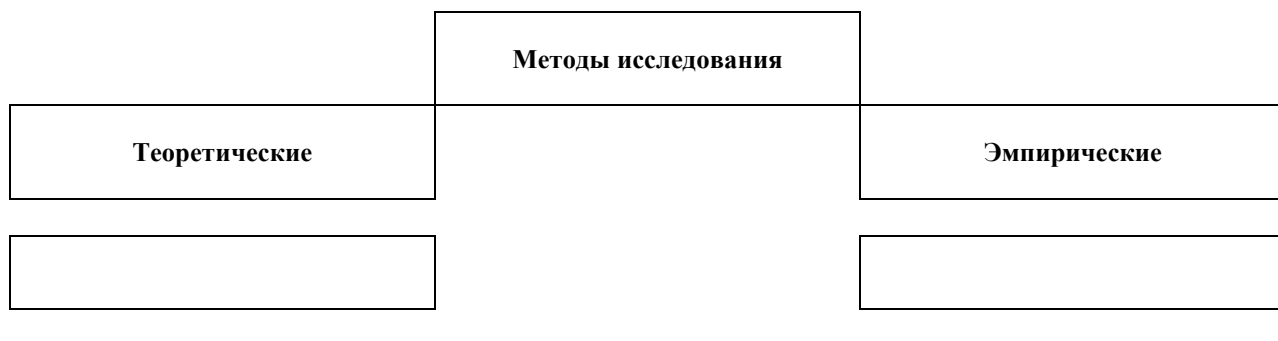 Методы исследования
Теоретические
Эмпирические